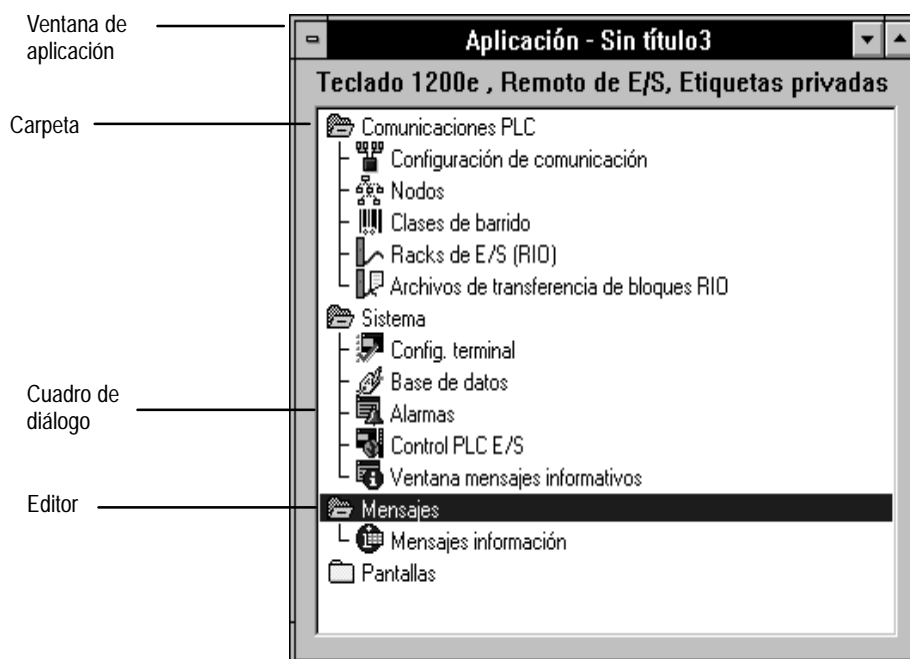 Ventana de
aplicación
Aplicación - Sin título3
Teclado 1200e , Remoto de E/S, Etiquetas privadas
Carpeta
Comunicaciones PLC
Configuración de comunicación
Nodos
Clases de barrido
Racks de E/S (RIO)
Archivos de transferencia de bloques RIO
Sistema
Config. terminal
Base de datos
Cuadro de
diálogo
Alarmas
Control PLC E/S
Ventana mensajes informativos
Editor
Mensajes
Mensajes información
Pantallas